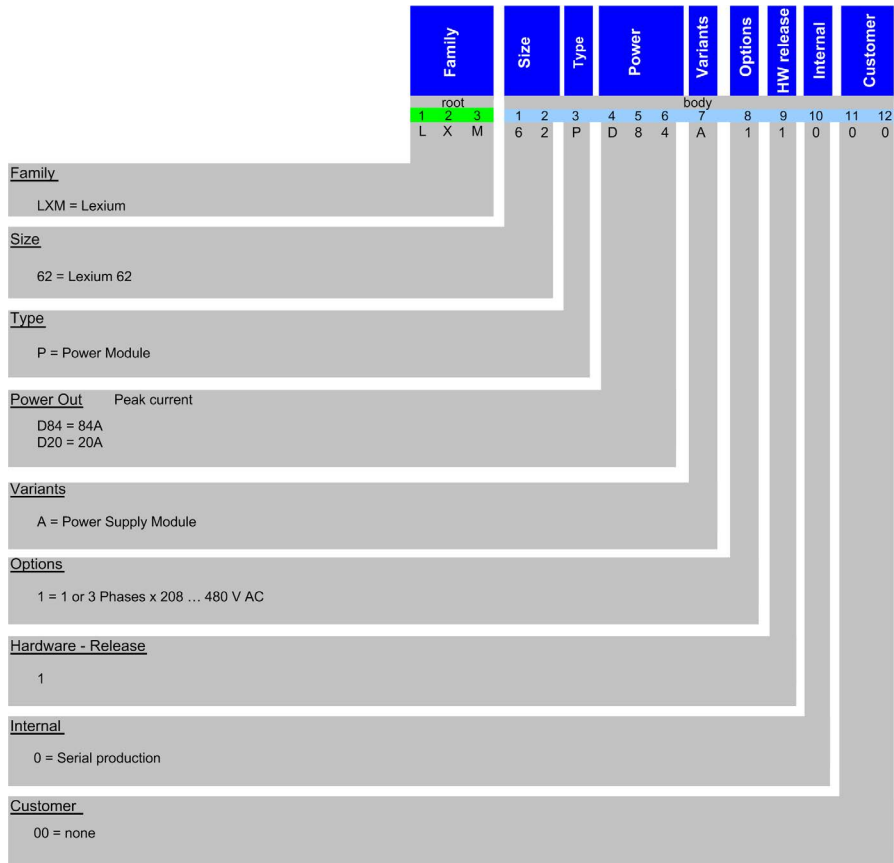 Family Size Type Power Variants Options HW release Internal Customer
root body
1 2 3 1 2 3 4 5 6 7 8 9 10 11 12
L X M 6 2 P D 8 4 A 1 1 0 0 0
Family
LXM = Lexium
Size
62 = Lexium 62
Type
P = Power Module
Power Out Peak current
D84 = 84A
D20 = 20A
Variants
A = Power Supply Module
Options
1 = 1 or 3 Phases x 208 … 480 V AC
Hardware - Release
1
Internal
0 = Serial production
Customer
00 = none